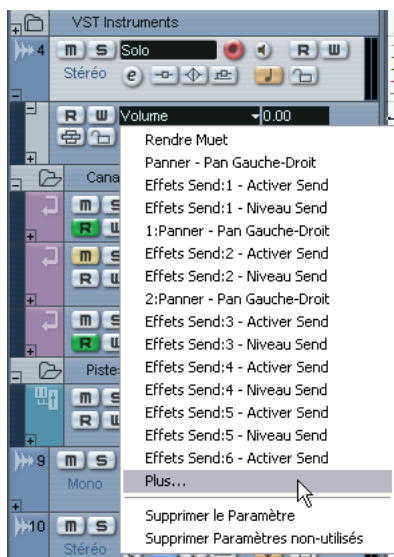 VST Instruments
4 m S Solo R W
Stéréo e
R W Volume 0.00
Rendre Muet
Panner - Pan Gauche-Droit
Effets Send:1 - Activer Send
Effets Send:1 - Niveau Send
1:Panner - Pan Gauche-Droit
Effets Send:2 - Activer Send
Effets Send:2 - Niveau Send
2:Panner - Pan Gauche-Droit
Effets Send:3 - Activer Send
Effets Send:3 - Niveau Send
Effets Send:4 - Activer Send
Effets Send:4 - Niveau Send
Effets Send:5 - Activer Send
Effets Send:5 - Niveau Send
Effets Send:6 - Activer Send
Plus...
Supprimer le Paramètre
Supprimer Paramètres non-utilisés
Cana
m S
R W
m S
R W
m S
R W
Piste
m S
R W
9 m S
Mono
10 m S
Stéréo